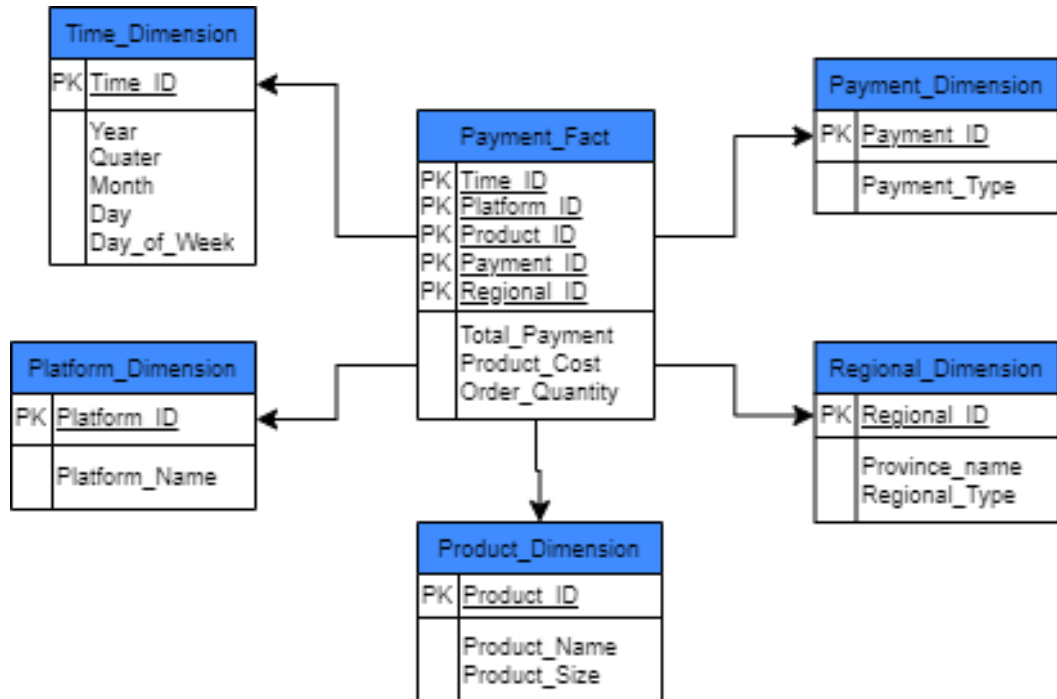 Time_Dimension
PK Time_ID
Year
Quater
Month
Day
Day_of_Week
Payment_Fact
PK Time_ID
PK Platform_ID
PK Product_ID
PK Payment_ID
PK Regional_ID
Total_Payment
Product_Cost
Order_Quantity
Payment_Dimension
PK Payment_ID
Payment_Type
Platform_Dimension
PK Platform_ID
Platform_Name
Regional_Dimension
PK Regional_ID
Province_name
Regional_Type
Product_Dimension
PK Product_ID
Product_Name
Product_Size